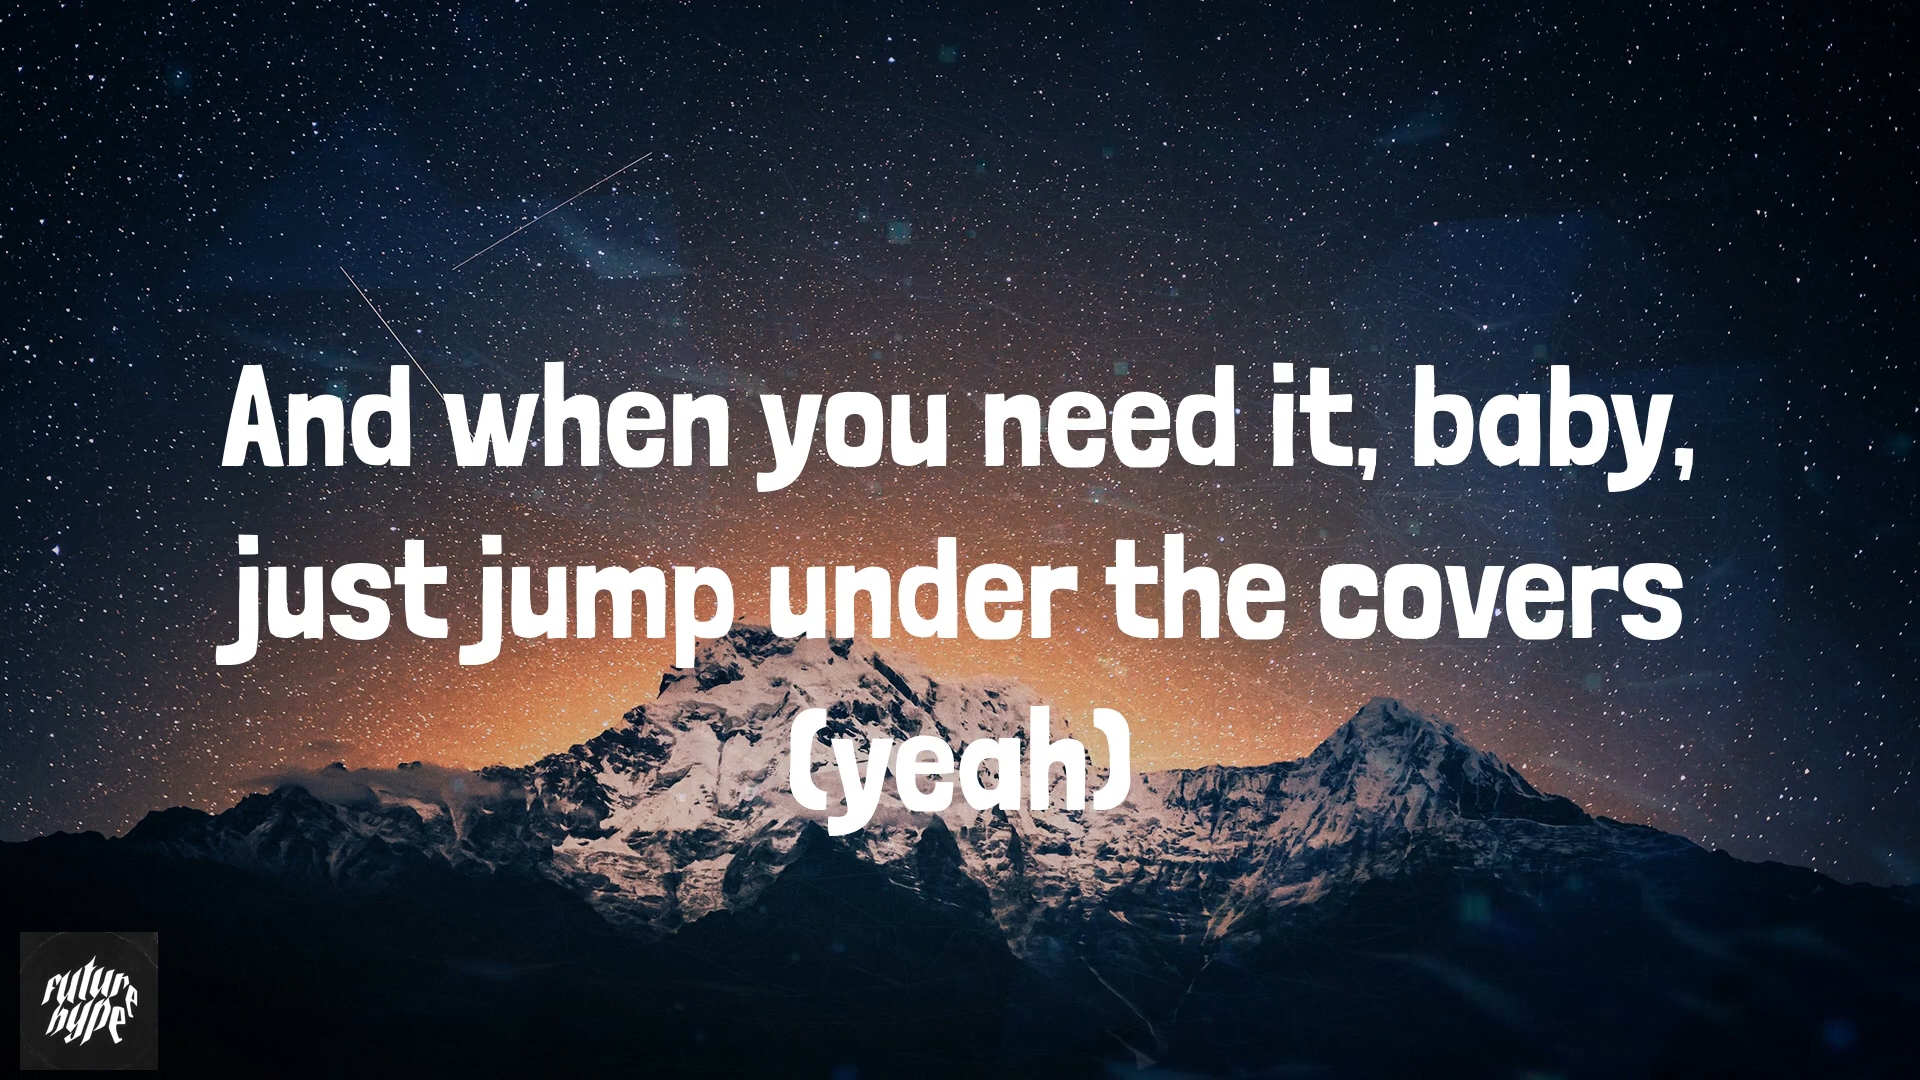 And when you need it, baby,
just jump under the covers
(yeah)
future
hype